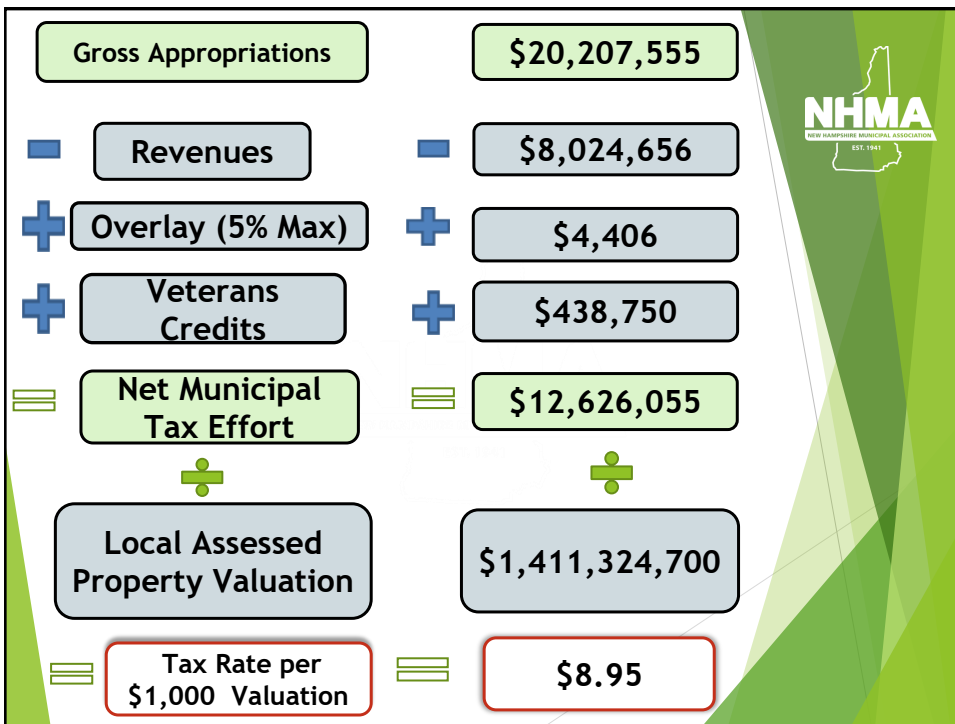 Gross Appropriations
$20,207,555
NHMA
NEW HAMPSHIRE MUNICIPAL ASSOCIATION
EST. 1941
Revenues
$8,024,656
Overlay (5% Max)
$4,406
Veterans
Credits
$438,750
Net Municipal
Tax Effort
$12,626,055
Local Assessed
Property Valuation
$1,411,324,700
Tax Rate per
$1,000 Valuation
$8.95